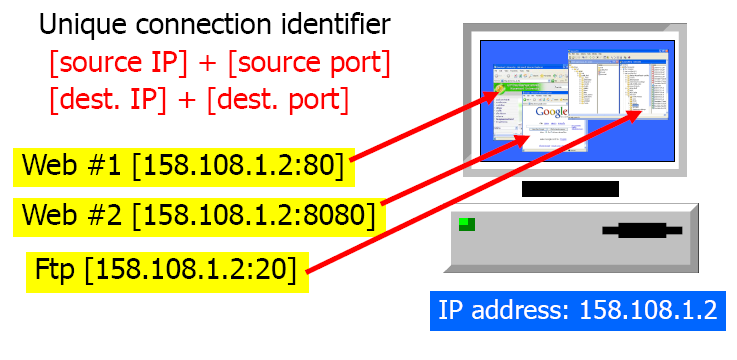 Unique connection identifier
[source IP] + [source port]
[dest. IP] + [dest. port]
Google
Web #1 [158.108.1.2:80]
Web #2 [158.108.1.2:8080]
Ftp [158.108.1.2:20]
IP address: 158.108.1.2